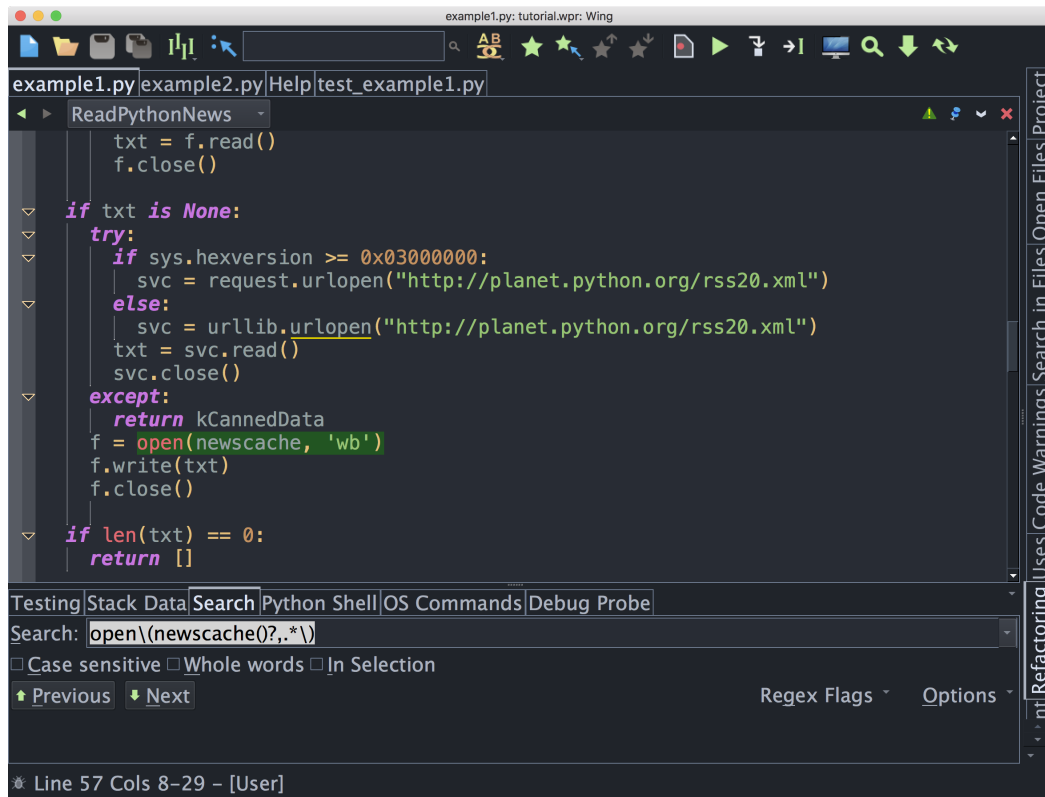 example1.py: tutorial.wpr: Wing
AB
example1.py example2.py Help test_example1.py
ReadPythonNews
txt = f.read()
f.close()
if txt is None:
try:
if sys.hexversion >= 0x03000000:
svc = request.urlopen("http://planet.python.org/rss20.xml")
else:
svc = urllib.urlopen("http://planet.python.org/rss20.xml")
txt = svc.read()
svc.close()
except:
return kCannedData
f = open(newscache, 'wb')
f.write(txt)
f.close()
if len(txt) == 0:
return []
Project
Open Files
Search in Files
Code Warnings
Uses
Refactoring
Testing Stack Data Search Python Shell OS Commands Debug Probe
Search: open\(newscache()?,.*\)
Case sensitive Whole words In Selection
Previous Next Regex Flags Options
Line 57 Cols 8-29 – [User]